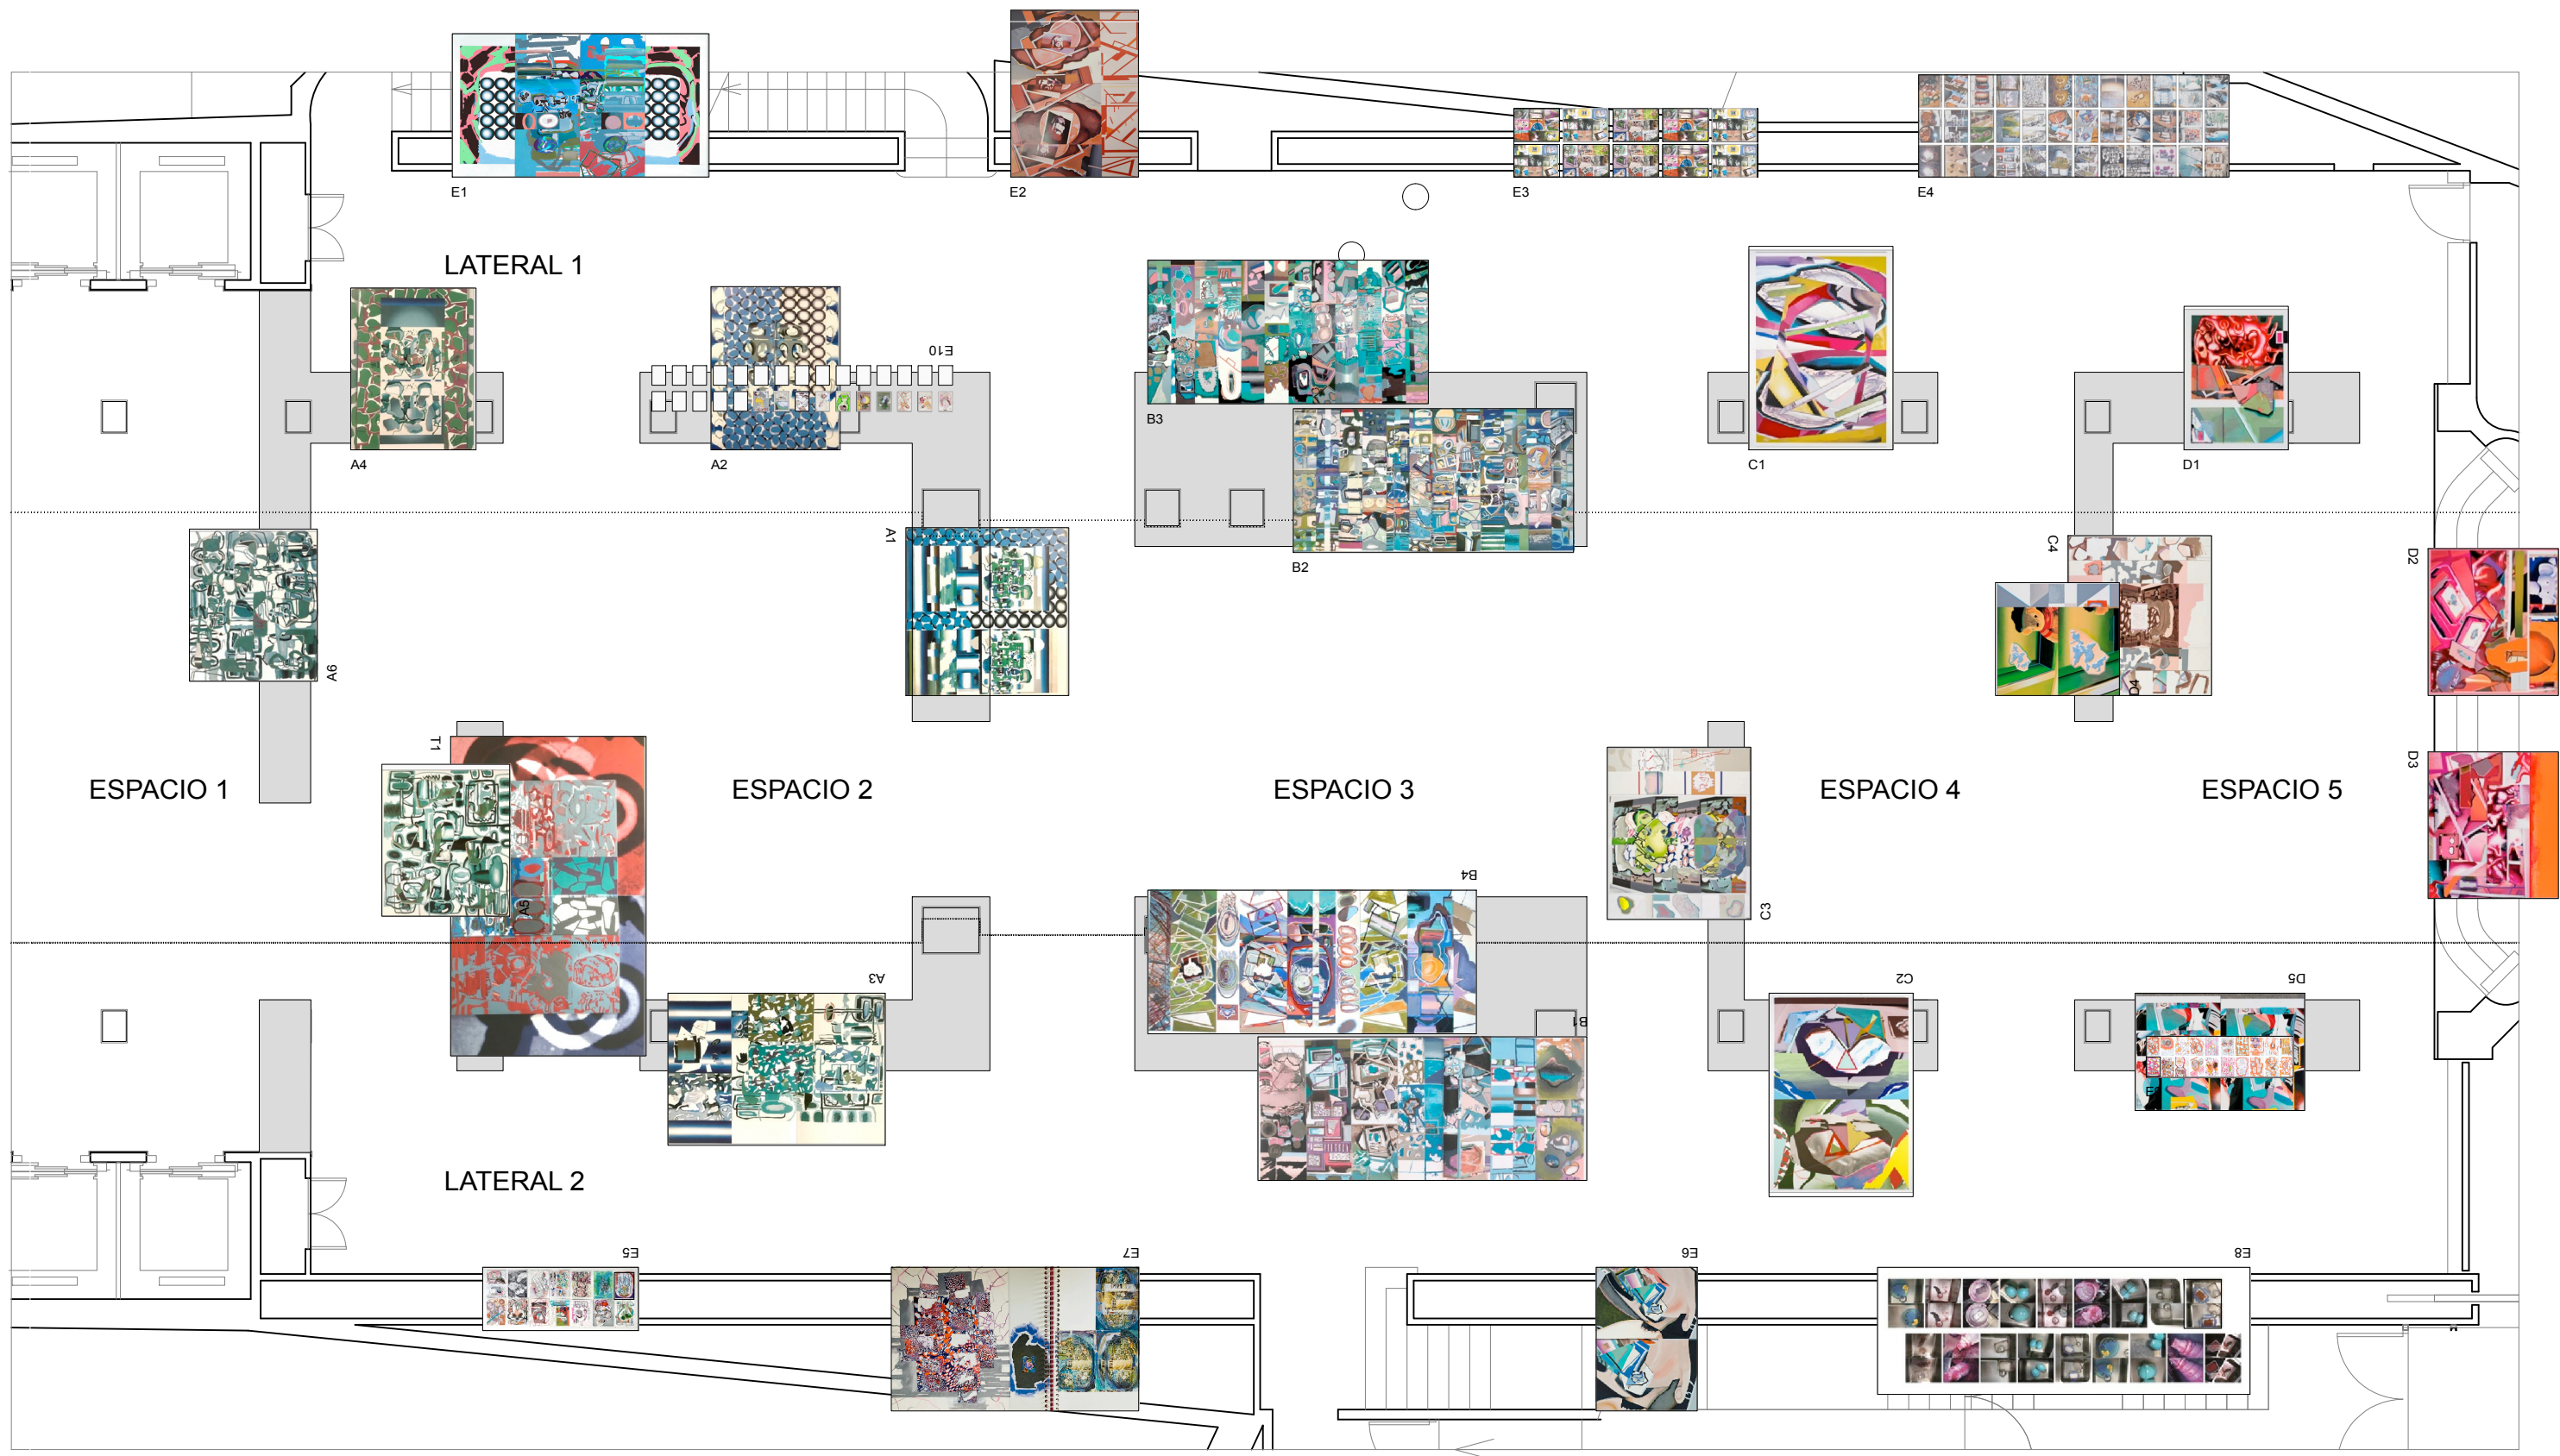 E1
E2
E3
E4
LATERAL 1
E10
B3
A4
A2
C1
D1
A1
B2
C4
D2
A6
D4
T1
D3
ESPACIO 1
ESPACIO 2
ESPACIO 3
ESPACIO 4
ESPACIO 5
B4
A5
C3
A3
C2
D5
B1
LATERAL 2
E5
E7
E6
E8